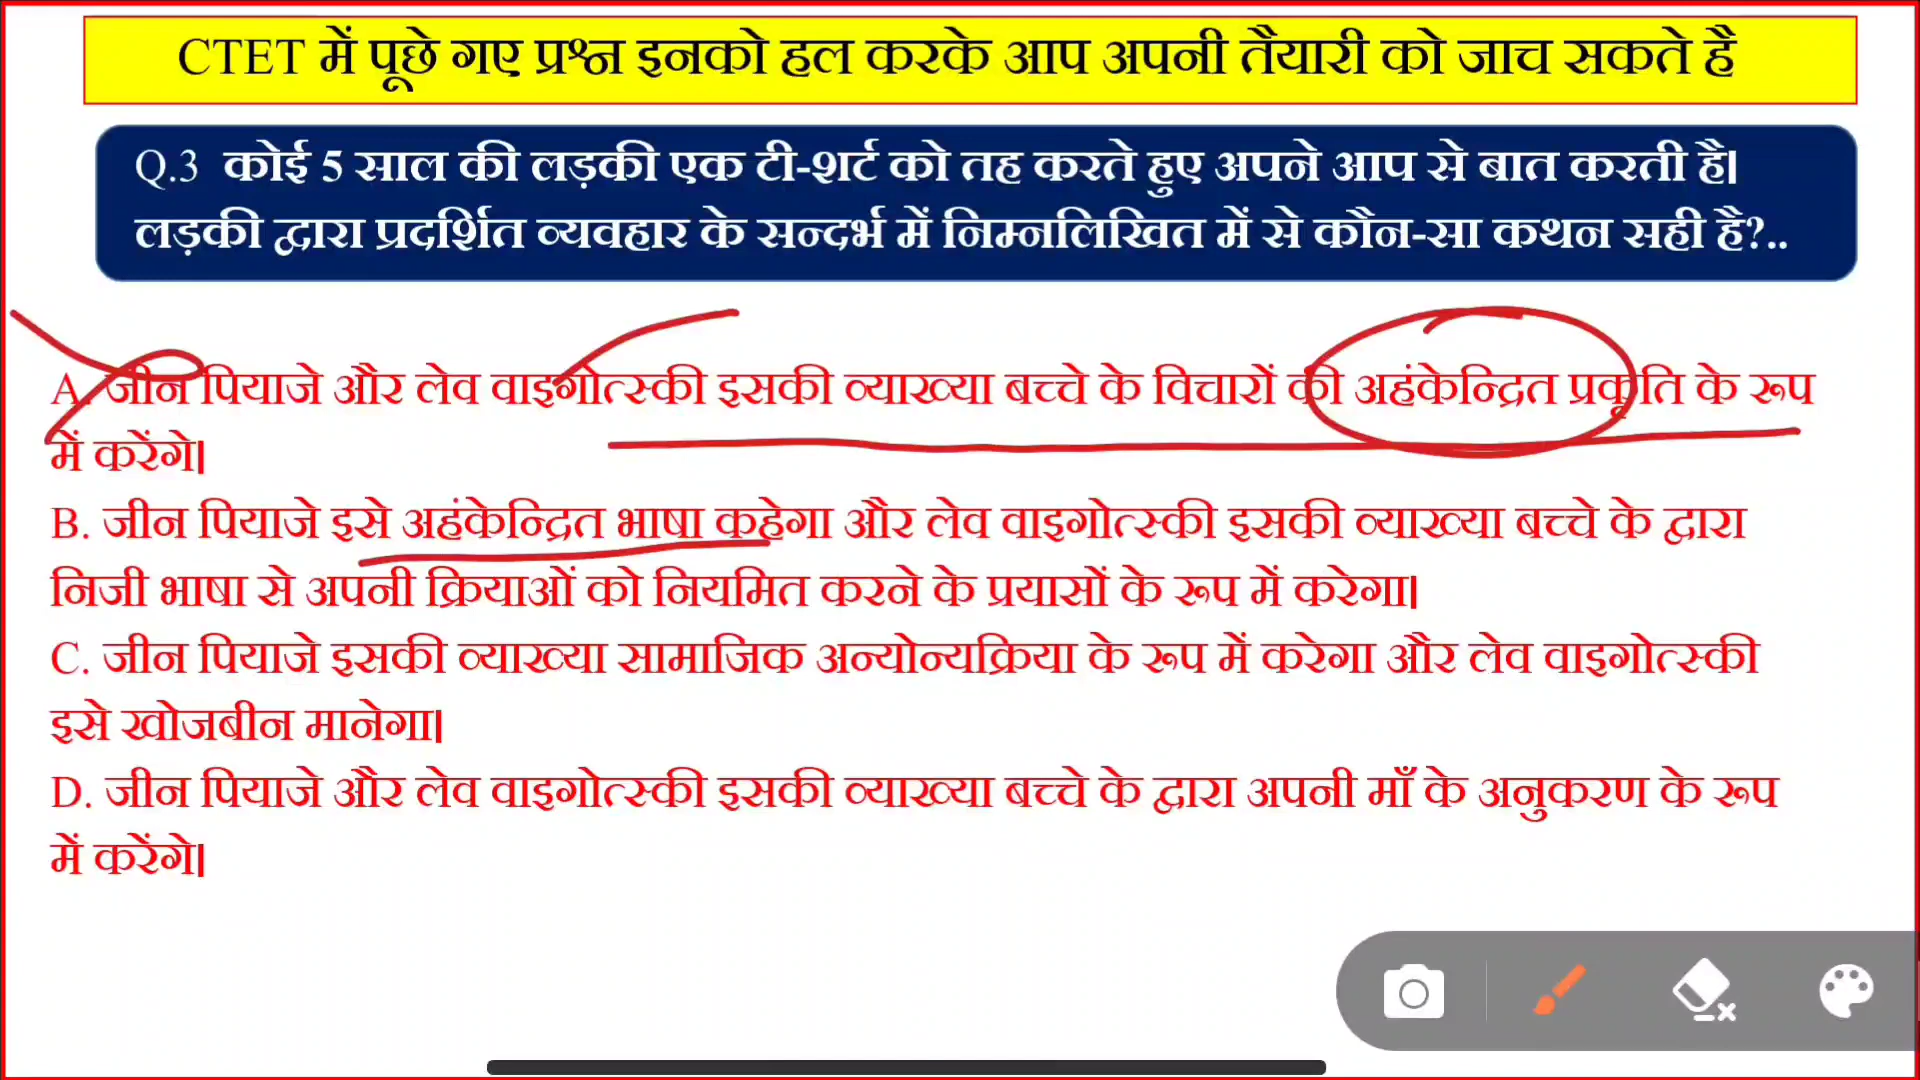 CTET में पूछे गए प्रश्न इनको हल करके आप अपनी तैयारी को जाच सकते है
Q.3 कोई 5 साल की लड़की एक टी-शर्ट को तह करते हुए अपने आप से बात करती है।
लड़की द्वारा प्रदर्शित व्यवहार के सन्दर्भ में निम्नलिखित में से कौन-सा कथन सही है?..
A. जीन पियाजे और लेव वाइगोत्स्की इसकी व्याख्या बच्चे के विचारों की अहंकेन्द्रित प्रकृति के रूप
में करेंगे।
B. जीन पियाजे इसे अहंकेन्द्रित भाषा कहेगा और लेव वाइगोत्स्की इसकी व्याख्या बच्चे के द्वारा
निजी भाषा से अपनी क्रियाओं को नियमित करने के प्रयासों के रूप में करेगा।
C. जीन पियाजे इसकी व्याख्या सामाजिक अन्योन्यक्रिया के रूप में करेगा और लेव वाइगोत्स्की
इसे खोजबीन मानेगा।
D. जीन पियाजे और लेव वाइगोत्स्की इसकी व्याख्या बच्चे के द्वारा अपनी माँ के अनुकरण के रूप
में करेंगे।